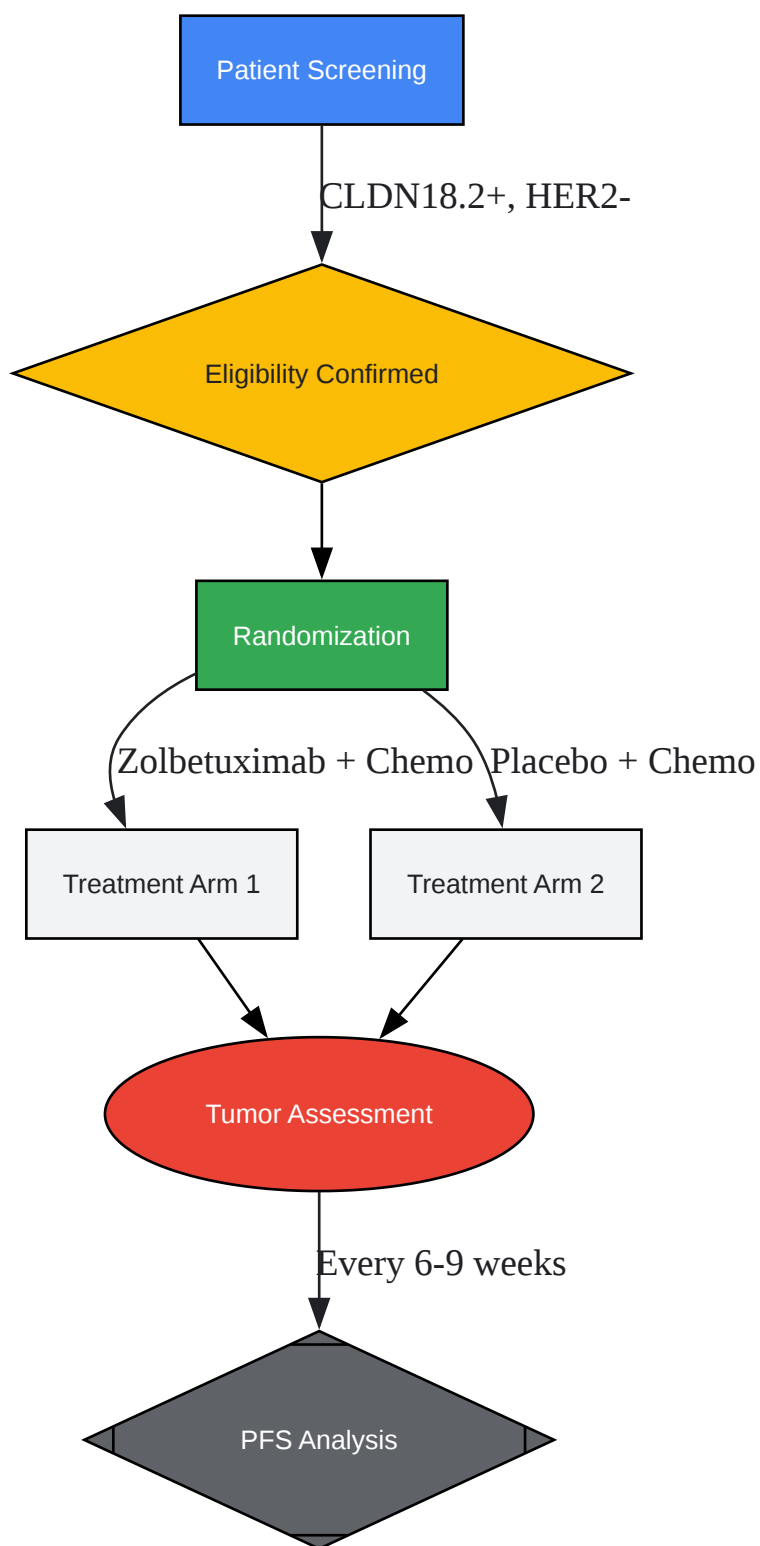 Patient Screening
CLDN18.2+, HER2-
Eligibility Confirmed
Randomization
Zolbetuximab + Chemo
Placebo + Chemo
Treatment Arm 1
Treatment Arm 2
Tumor Assessment
Every 6-9 weeks
PFS Analysis